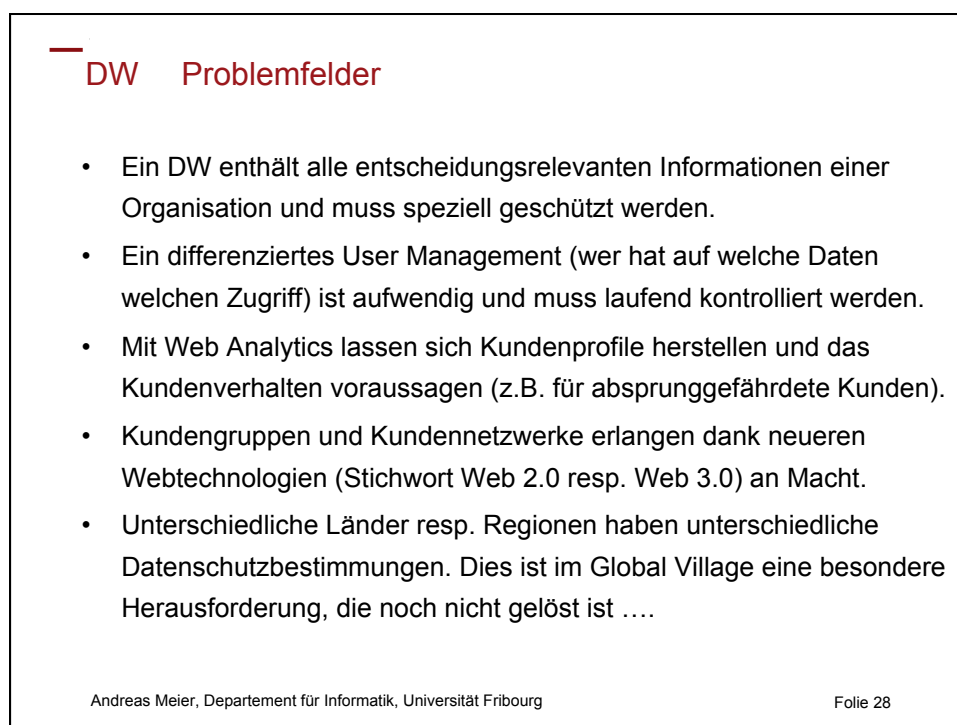 DW Problemfelder
• Ein DW enthält alle entscheidungsrelevanten Informationen einer
Organisation und muss speziell geschützt werden.
• Ein differenziertes User Management (wer hat auf welche Daten
welchen Zugriff) ist aufwendig und muss laufend kontrolliert werden.
• Mit Web Analytics lassen sich Kundenprofile herstellen und das
Kundenverhalten voraussagen (z.B. für absprunggefährdete Kunden).
• Kundengruppen und Kundennetzwerke erlangen dank neueren
Webtechnologien (Stichwort Web 2.0 resp. Web 3.0) an Macht.
• Unterschiedliche Länder resp. Regionen haben unterschiedliche
Datenschutzbestimmungen. Dies ist im Global Village eine besondere
Herausforderung, die noch nicht gelöst ist ….
Andreas Meier, Departement für Informatik, Universität Fribourg
Folie 28